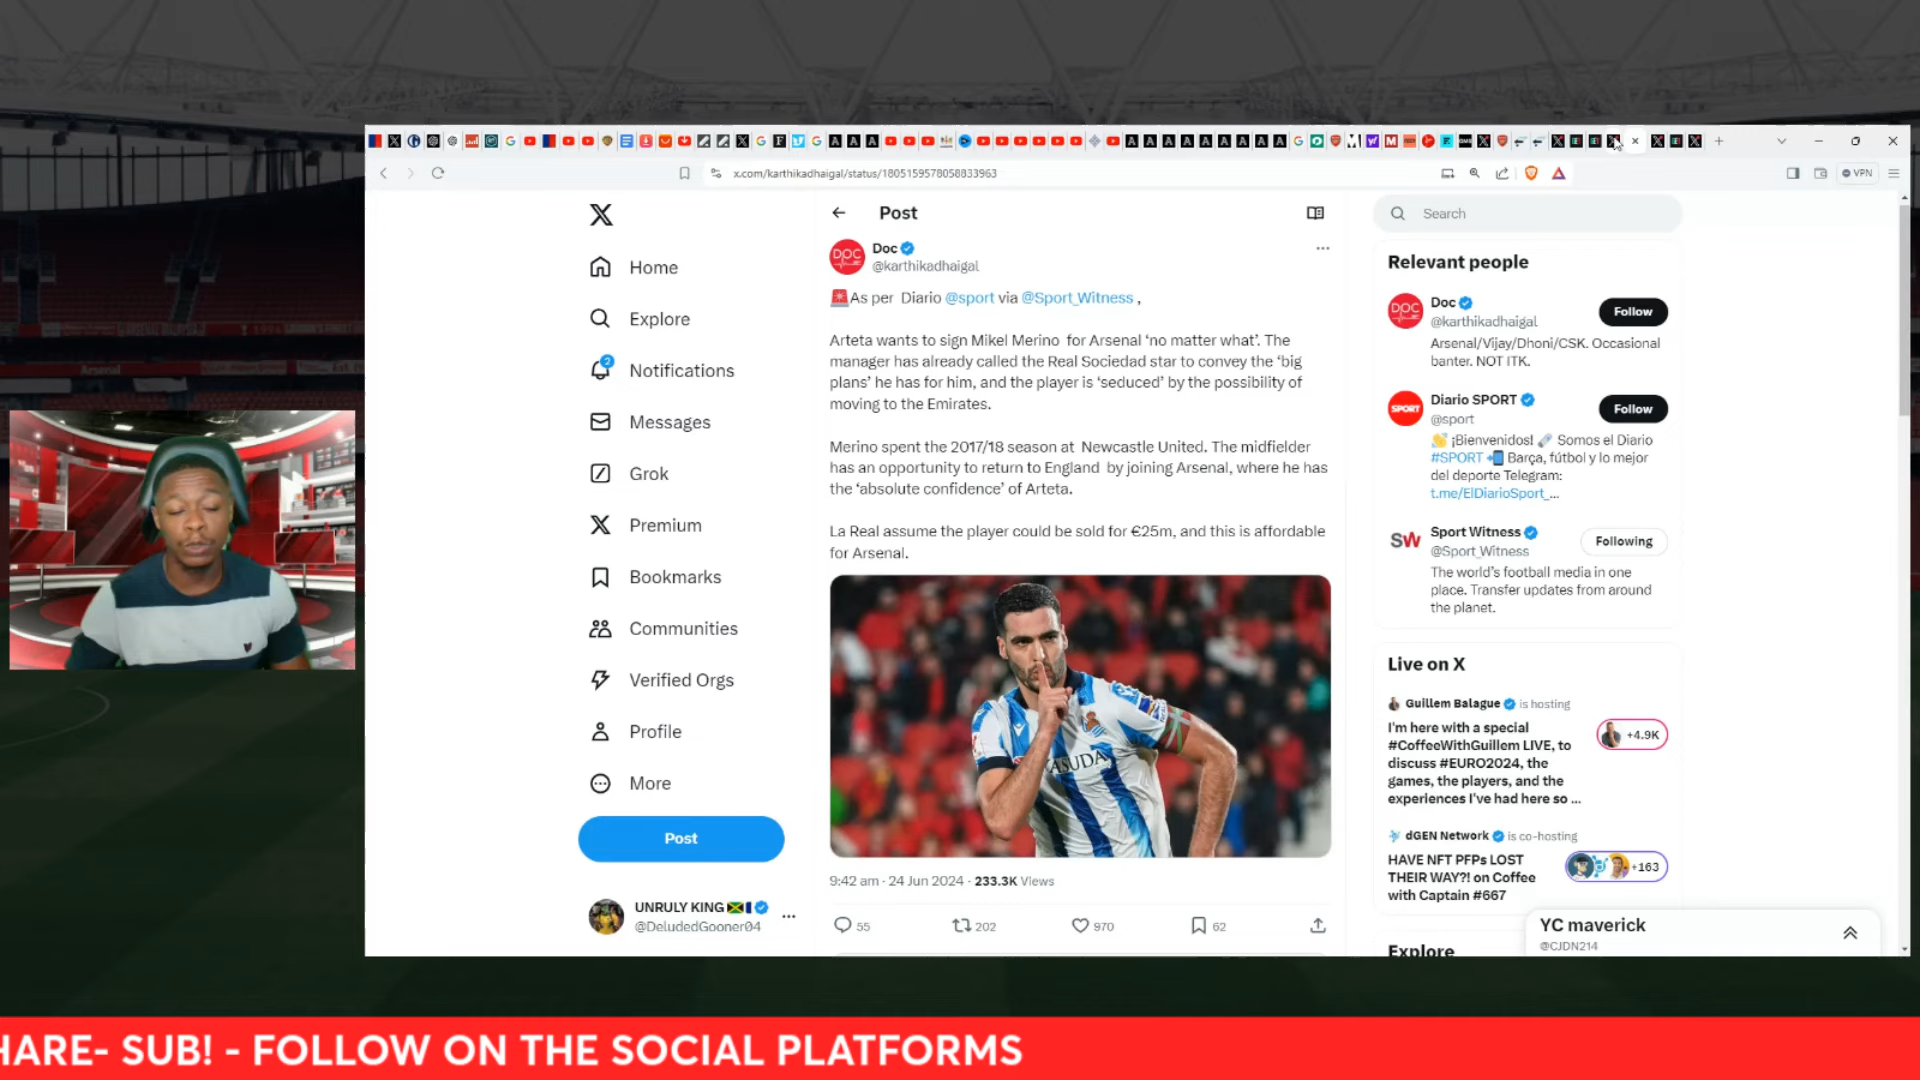 x.com/karthikadhaigal/status/1805159578058833963
VPN
Home
Explore
2
Notifications
Messages
Grok
Premium
Bookmarks
Communities
Verified Orgs
Profile
More
Post
UNRULY KING
@DeludedGooner04
Post
DOC
Doc
@karthikadhaigal
As per Diario @sport via @Sport_Witness ,
Arteta wants to sign Mikel Merino for Arsenal ‘no matter what’. The
manager has already called the Real Sociedad star to convey the ‘big
plans’ he has for him, and the player is ‘seduced’ by the possibility of
moving to the Emirates.
Merino spent the 2017/18 season at Newcastle United. The midfielder
has an opportunity to return to England by joining Arsenal, where he has
the ‘absolute confidence’ of Arteta.
La Real assume the player could be sold for €25m, and this is affordable
for Arsenal.
YASUDA
9:42 am · 24 Jun 2024 · 233.3K Views
55
202
970
62
Search
Relevant people
DOC
Doc
@karthikadhaigal
Follow
Arsenal/Vijay/Dhoni/CSK. Occasional
banter. NOT ITK.
SPORT
Diario SPORT
@sport
Follow
¡Bienvenidos! Somos el Diario
#SPORT Barça, fútbol y lo mejor
del deporte Telegram:
t.me/ElDiarioSport_...
SW
Sport Witness
@Sport_Witness
Following
The world's football media in one
place. Transfer updates from around
the planet.
Live on X
Guillem Balague is hosting
I'm here with a special
#CoffeeWithGuillem LIVE, to
discuss #EURO2024, the
games, the players, and the
experiences I've had here so ...
+4.9K
dGEN Network is co-hosting
HAVE NFT PFPs LOST
THEIR WAY?! on Coffee
with Captain #667
+163
Explore
YC maverick
@CJDN214
Arsenal
HARE- SUB! - FOLLOW ON THE SOCIAL PLATFORMS